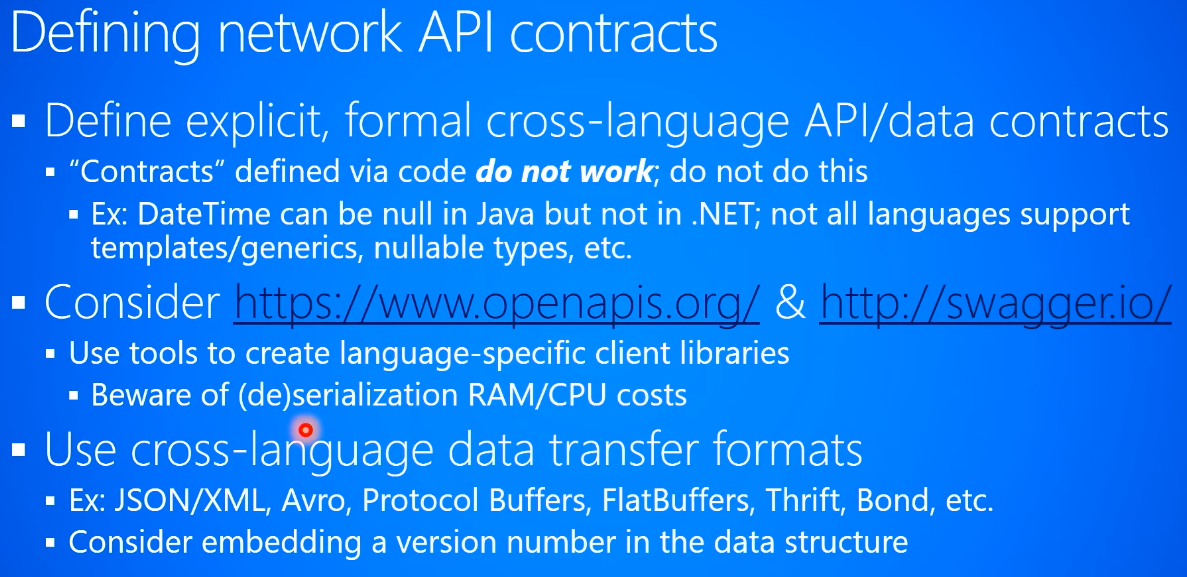 Defining network API contracts
▪ Define explicit, formal cross-language API/data contracts
▪ “Contracts” defined via code do not work; do not do this
▪ Ex: DateTime can be null in Java but not in .NET; not all languages support
templates/generics, nullable types, etc.
▪ Consider https://www.openapis.org/ & http://swagger.io/
▪ Use tools to create language-specific client libraries
▪ Beware of (de)serialization RAM/CPU costs
▪ Use cross-language data transfer formats
▪ Ex: JSON/XML, Avro, Protocol Buffers, FlatBuffers, Thrift, Bond, etc.
▪ Consider embedding a version number in the data structure